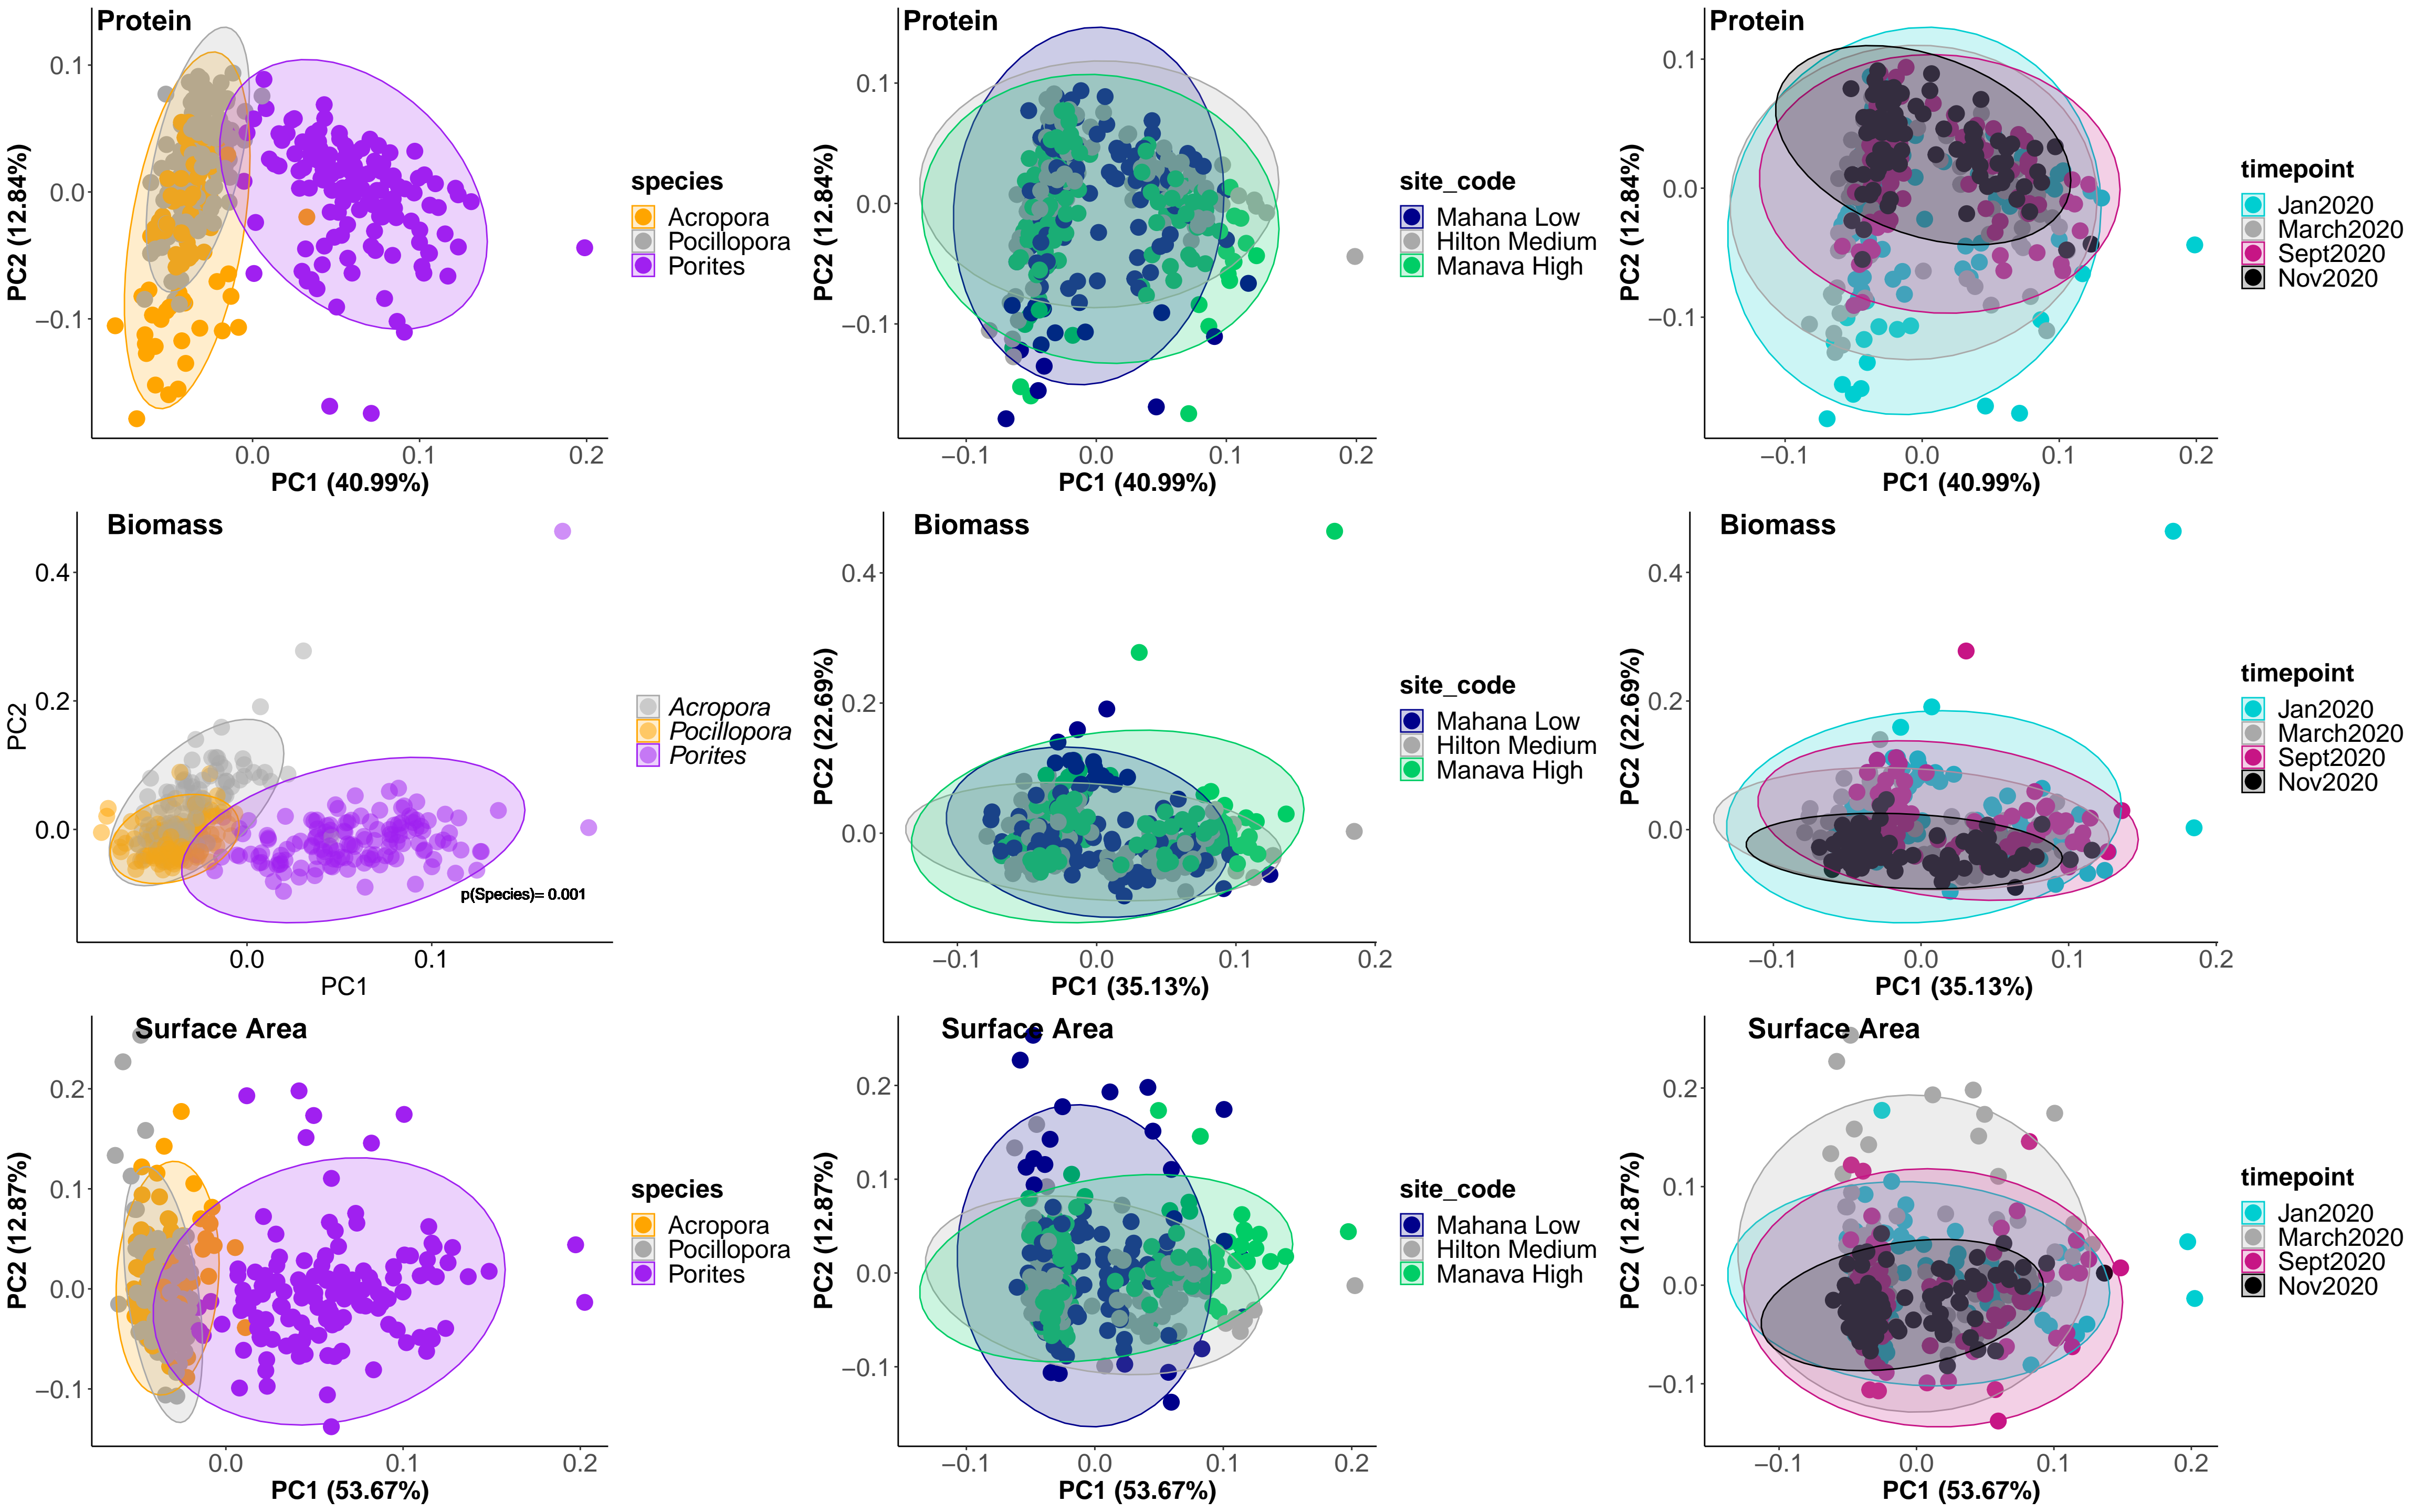 Protein
0.1
0.0
−0.1
PC2 (12.84%)
0.0
0.1
0.2
PC1 (40.99%)
species
Acropora
Pocillopora
Porites
Protein
0.1
0.0
−0.1
PC2 (12.84%)
−0.1
0.0
0.1
0.2
PC1 (40.99%)
site_code
Mahana Low
Hilton Medium
Manava High
Protein
0.1
0.0
−0.1
PC2 (12.84%)
−0.1
0.0
0.1
0.2
PC1 (40.99%)
timepoint
Jan2020
March2020
Sept2020
Nov2020
Biomass
0.4
0.2
0.0
PC2
p(Species)= 0.001
0.0
0.1
PC1
Acropora
Pocillopora
Porites
Biomass
0.4
0.2
0.0
PC2 (22.69%)
−0.1
0.0
0.1
0.2
PC1 (35.13%)
site_code
Mahana Low
Hilton Medium
Manava High
Biomass
0.4
0.2
0.0
PC2 (22.69%)
−0.1
0.0
0.1
0.2
PC1 (35.13%)
timepoint
Jan2020
March2020
Sept2020
Nov2020
Surface Area
0.2
0.1
0.0
−0.1
PC2 (12.87%)
0.0
0.1
0.2
PC1 (53.67%)
species
Acropora
Pocillopora
Porites
Surface Area
0.2
0.1
0.0
−0.1
PC2 (12.87%)
−0.1
0.0
0.1
0.2
PC1 (53.67%)
site_code
Mahana Low
Hilton Medium
Manava High
Surface Area
0.2
0.1
0.0
−0.1
PC2 (12.87%)
−0.1
0.0
0.1
0.2
PC1 (53.67%)
timepoint
Jan2020
March2020
Sept2020
Nov2020